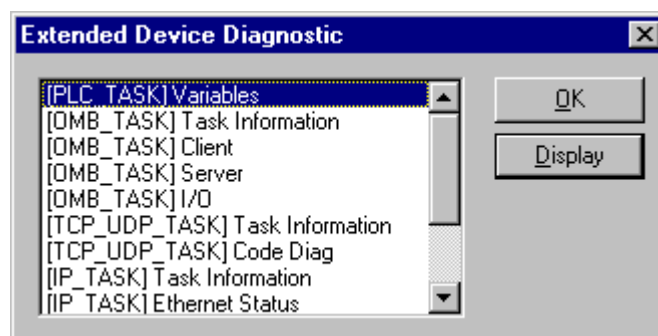 Extended Device Diagnostic
[PLC_TASK] Variables
[OMB_TASK] Task Information
[OMB_TASK] Client
[OMB_TASK] Server
[OMB_TASK] I/O
[TCP_UDP_TASK] Task Information
[TCP_UDP_TASK] Code Diag
[IP_TASK] Task Information
[IP_TASK] Ethernet Status
OK
Display